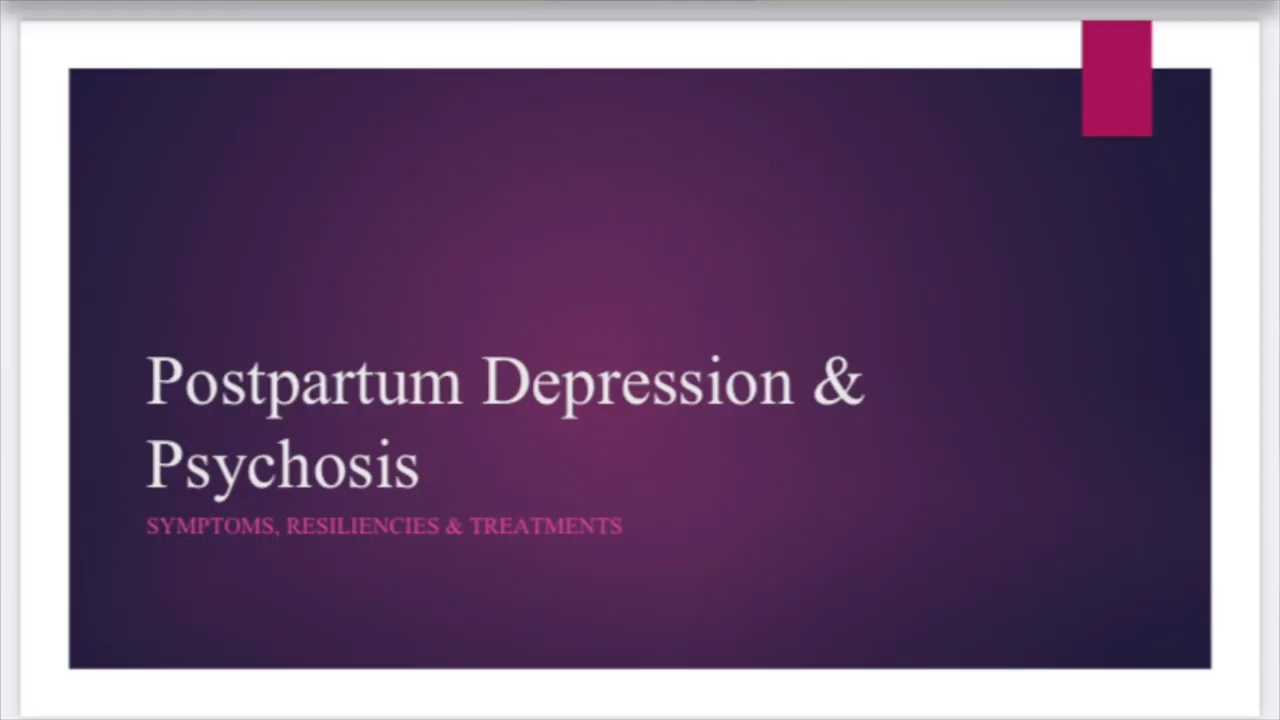 Postpartum Depression &
Psychosis
SYMPTOMS, RESILIENCIES & TREATMENTS